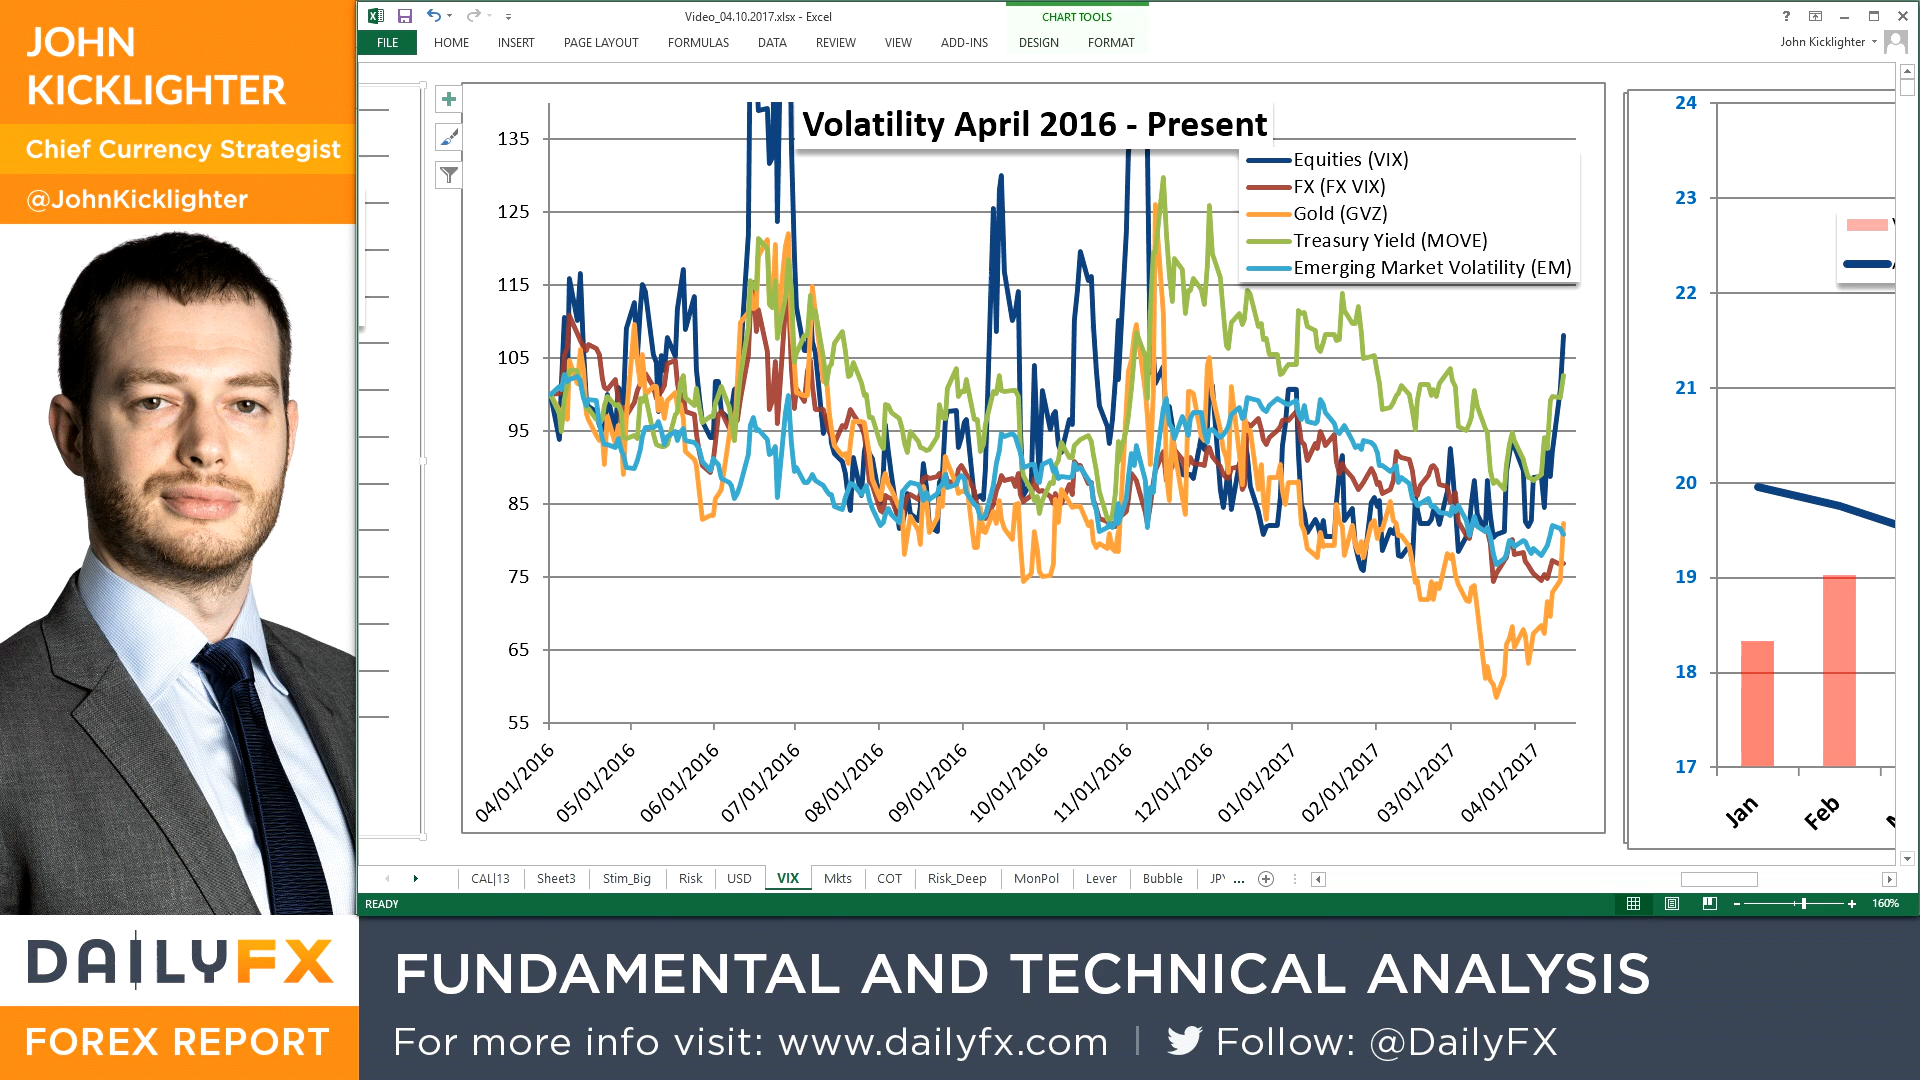 JOHN
KICKLIGHTER
Chief Currency Strategist
@JohnKicklighter
Video_04.10.2017.xlsx - Excel
CHART TOOLS
?
FILE
HOME
INSERT
PAGE LAYOUT
FORMULAS
DATA
REVIEW
VIEW
ADD-INS
DESIGN
FORMAT
John Kicklighter
Volatility April 2016 - Present
Equities (VIX)
FX (FX VIX)
Gold (GVZ)
Treasury Yield (MOVE)
Emerging Market Volatility (EM)
135
125
115
105
95
85
75
65
55
04/01/2016
05/01/2016
06/01/2016
07/01/2016
08/01/2016
09/01/2016
10/01/2016
11/01/2016
12/01/2016
01/01/2017
02/01/2017
03/01/2017
04/01/2017
24
23
22
21
20
19
18
17
Jan
Feb
CAL|13
Sheet3
Stim_Big
Risk
USD
VIX
Mkts
COT
Risk_Deep
MonPol
Lever
Bubble
JPY
...
READY
160%
DAILYFX
FOREX REPORT
FUNDAMENTAL AND TECHNICAL ANALYSIS
For more info visit: www.dailyfx.com | Follow: @DailyFX